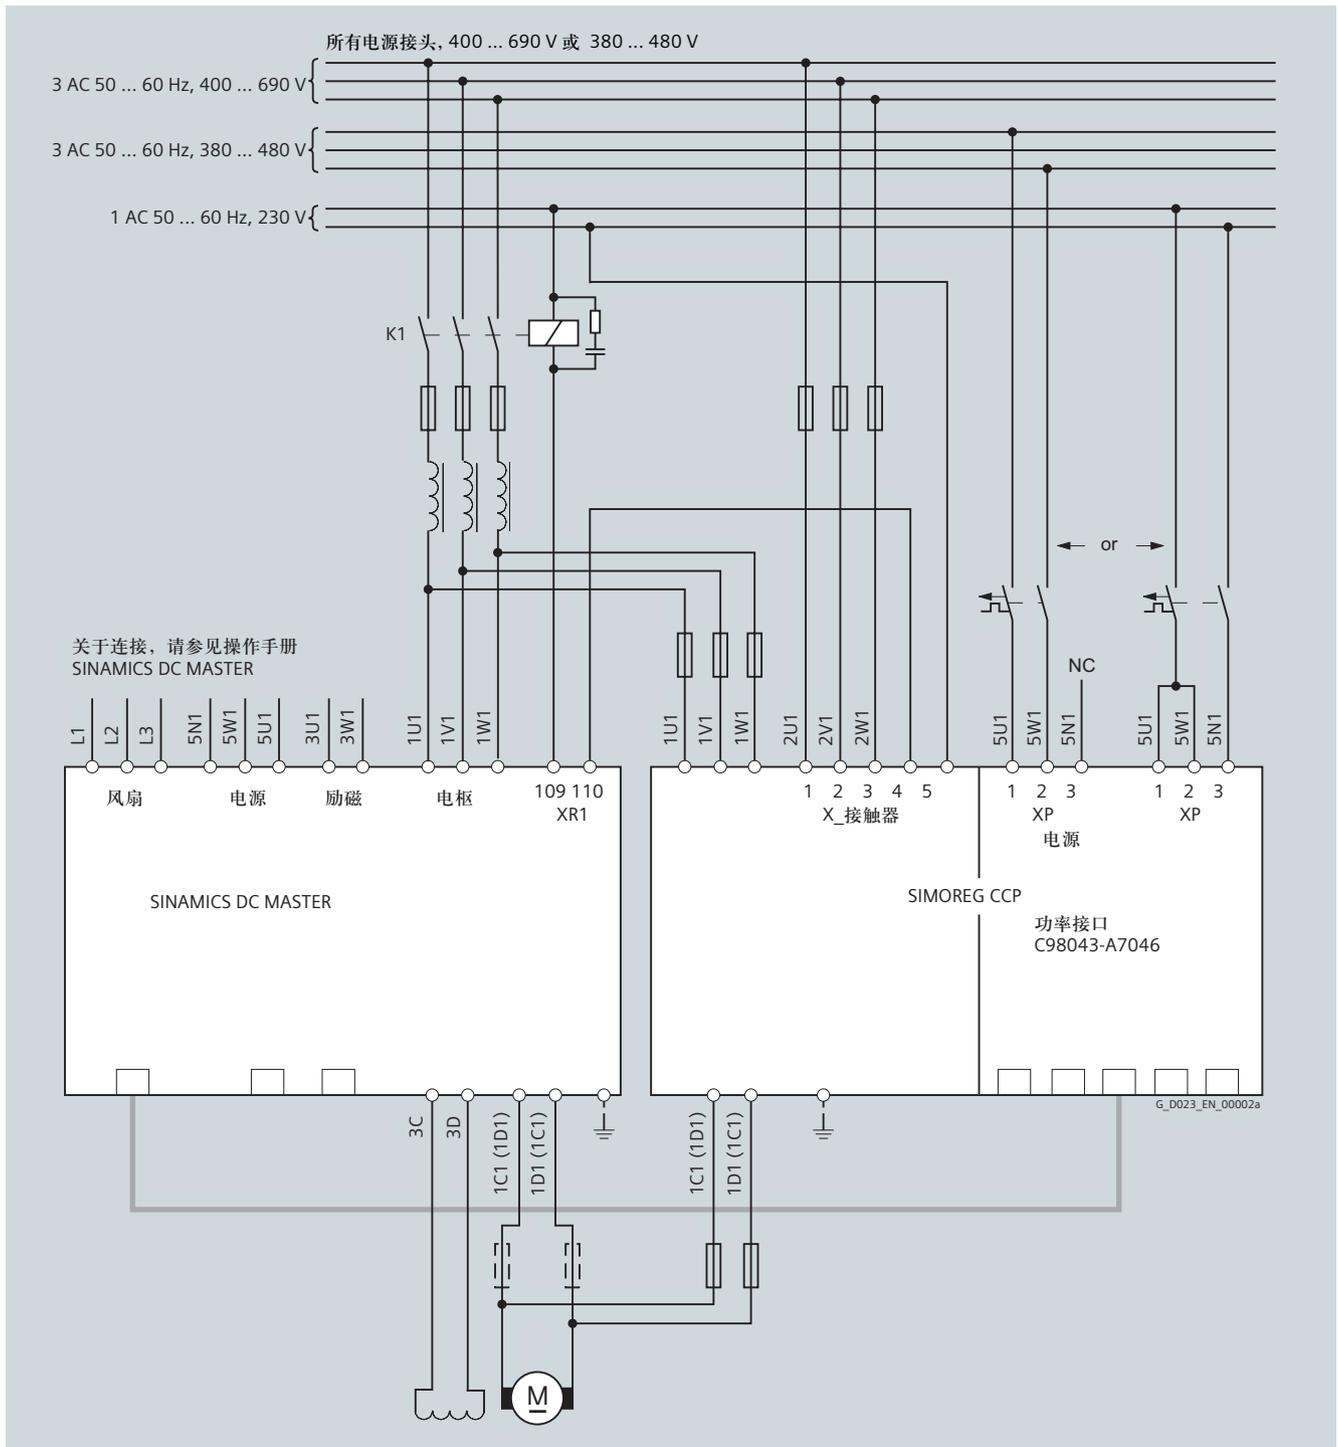 所有电源接头, 400 ... 690 V 或 380 ... 480 V
3 AC 50 ... 60 Hz, 400 ... 690 V
3 AC 50 ... 60 Hz, 380 ... 480 V
1 AC 50 ... 60 Hz, 230 V
K1
or
关于连接，请参见操作手册
SINAMICS DC MASTER
NC
L1 L2 L3 5N1 5W1 5U1 3U1 3W1 1U1 1V1 1W1 1U1 1V1 1W1 2U1 2V1 2W1 5U1 5W1 5N1 5U1 5W1 5N1
风扇 电源 励磁 电枢 109 110 1 2 3 4 5 1 2 3 1 2 3
XR1 X_接触器 XP XP
电源
SINAMICS DC MASTER
SIMOREG CCP
功率接口
C98043-A7046
G_D023_EN_00002a
3C 3D 1C1 (1D1) 1D1 (1C1) 1C1 (1D1) 1D1 (1C1)
M